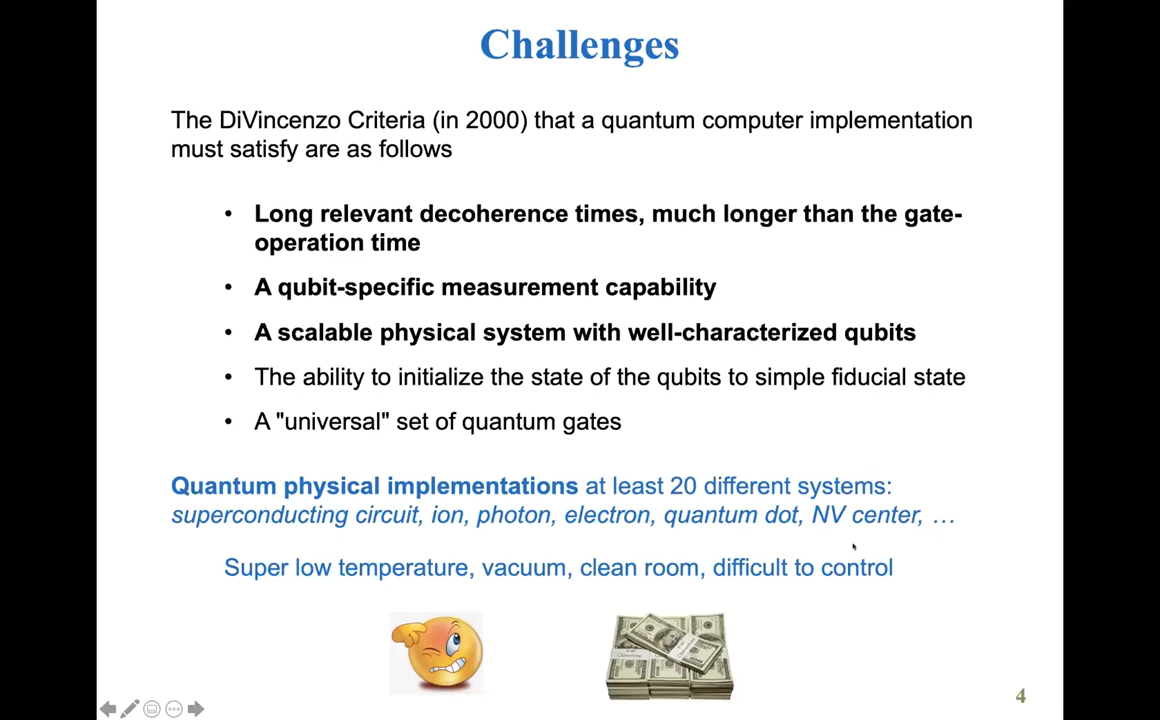 Challenges
The DiVincenzo Criteria (in 2000) that a quantum computer implementation
must satisfy are as follows
• Long relevant decoherence times, much longer than the gate-
operation time
• A qubit-specific measurement capability
• A scalable physical system with well-characterized qubits
• The ability to initialize the state of the qubits to simple fiducial state
• A "universal" set of quantum gates
Quantum physical implementations at least 20 different systems:
superconducting circuit, ion, photon, electron, quantum dot, NV center, …
Super low temperature, vacuum, clean room, difficult to control
4